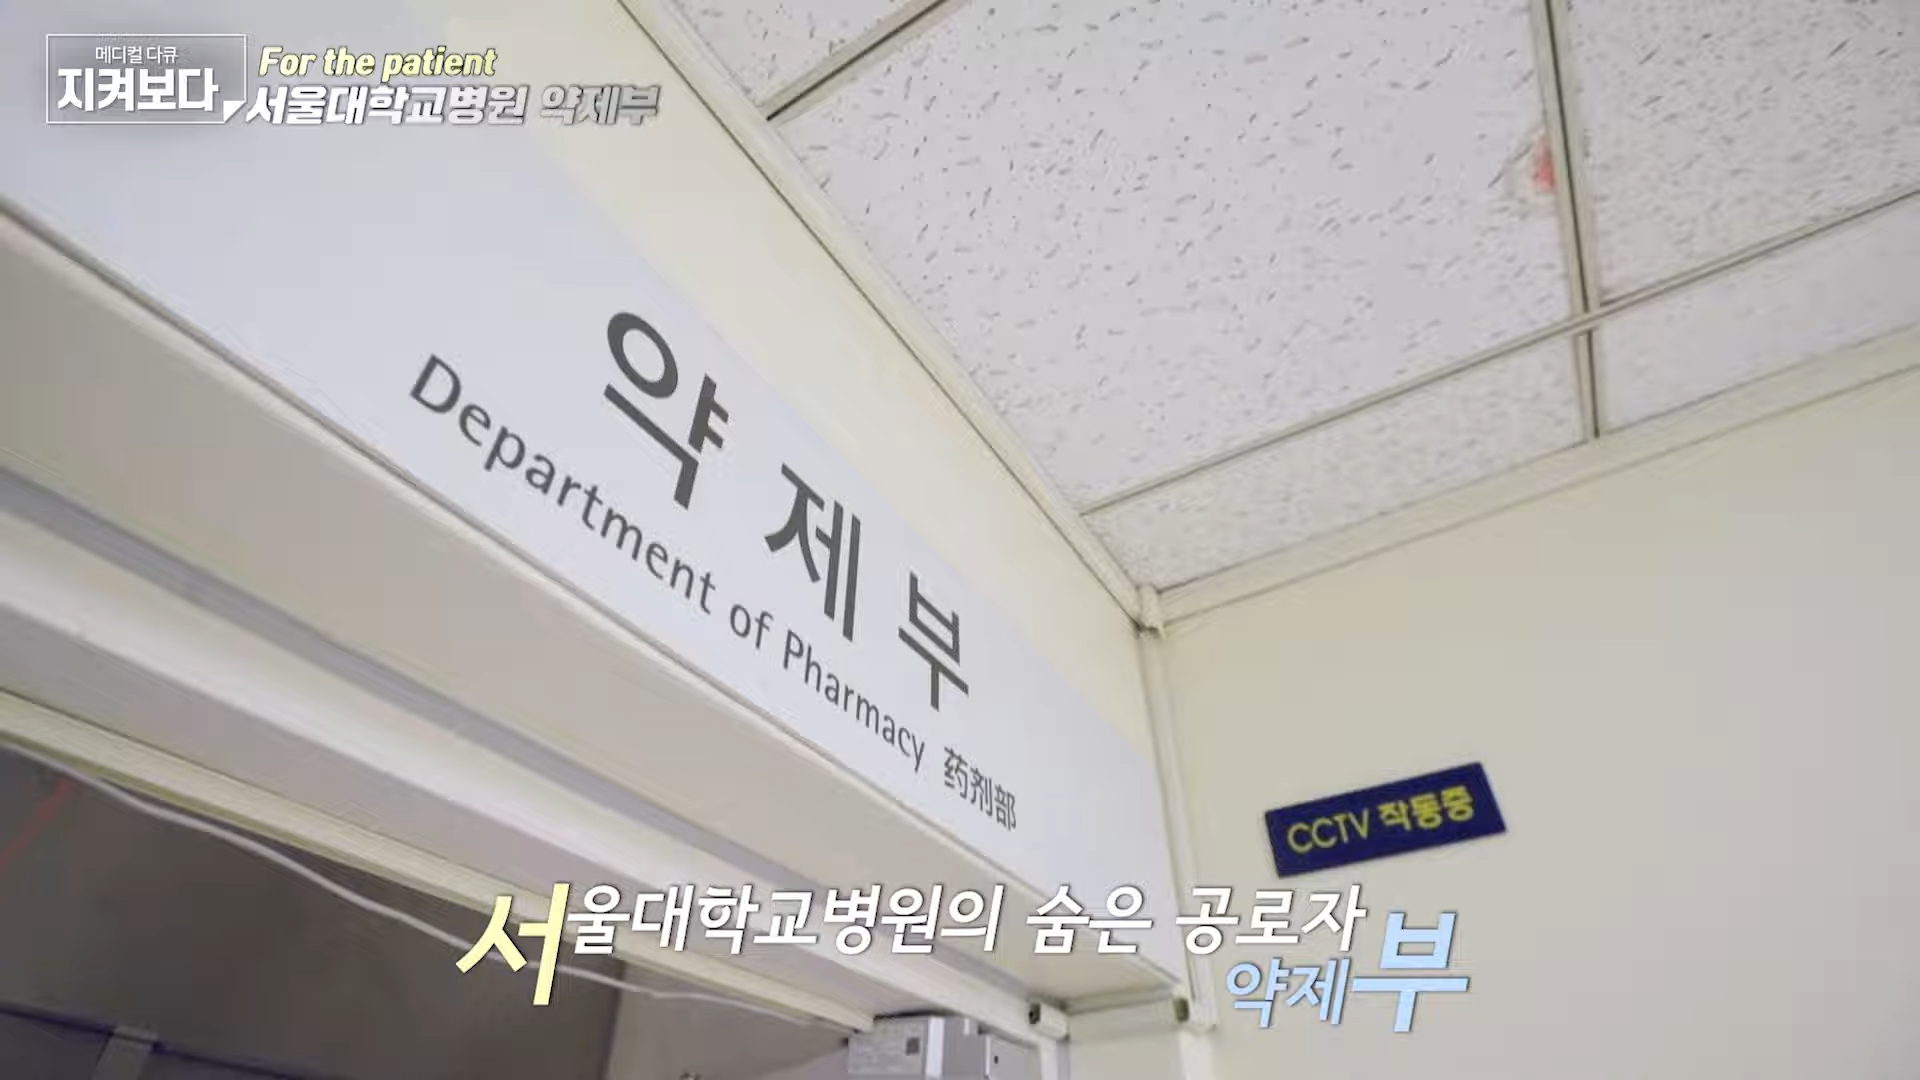 메디컬 다큐
지켜보다
For the patient
서울대학교병원 약제부
약제부
Department of Pharmacy 药剂部
CCTV 작동중
서울대학교병원의 숨은 공로자
약제부